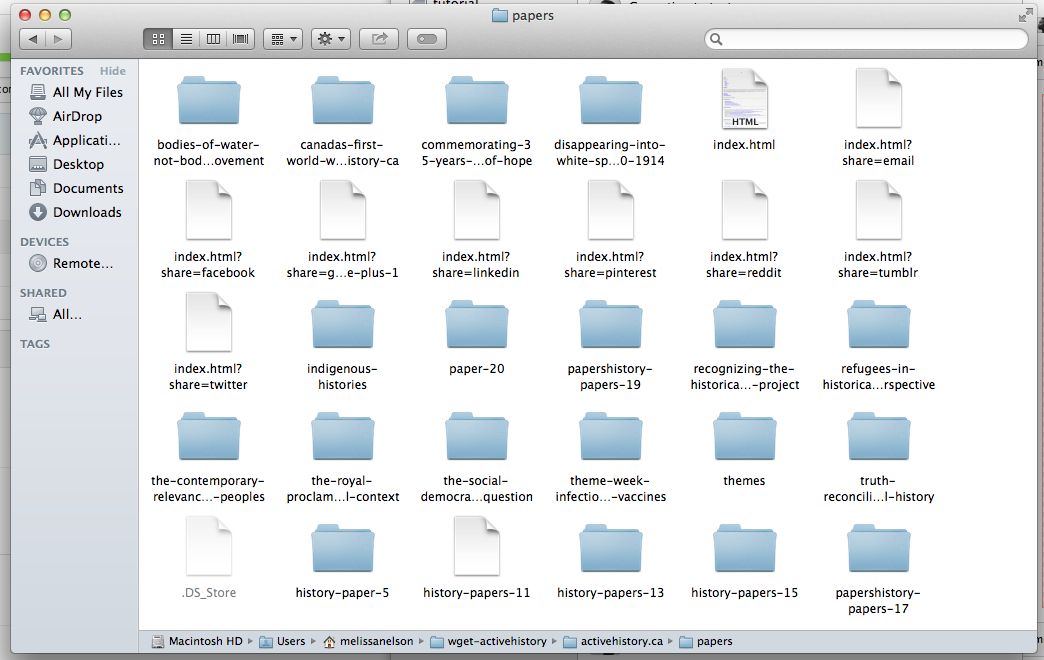 tutorial
papers
FAVORITES Hide
All My Files
AirDrop
Applicati...
Desktop
Documents
Downloads
DEVICES
Remote...
SHARED
All...
TAGS
bodies-of-water-
not-bod...ovement
canadas-first-
world-w...istory-ca
commemorating-3
5-years-...of-hope
disappearing-into-
white-sp...0-1914
HTML
index.html
index.html?
share=email
index.html?
share=facebook
index.html?
share=g...e-plus-1
index.html?
share=linkedin
index.html?
share=pinterest
index.html?
share=reddit
index.html?
share=tumblr
index.html?
share=twitter
indigenous-
histories
paper-20
papershistory-
papers-19
recognizing-the-
historica...-project
refugees-in-
historica...rspective
the-contemporary-
relevanc...-peoples
the-royal-
proclam...l-context
the-social-
democra...question
theme-week-
infectio...-vaccines
themes
truth-
reconcili...l-history
.DS_Store
history-paper-5
history-papers-11
history-papers-13
history-papers-15
papershistory-
papers-17
Macintosh HD Users melissanelson wget-activehistory activehistory.ca papers